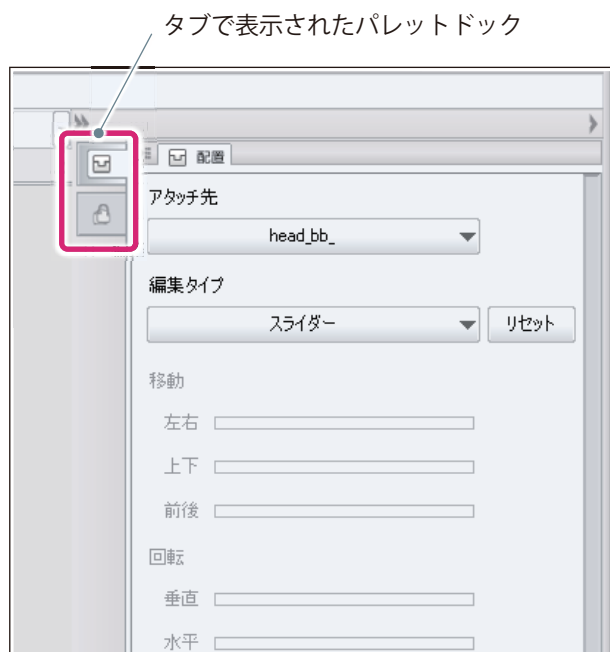 タブで表示されたパレットドック
配置
アタッチ先
head_bb_
編集タイプ
スライダー
リセット
移動
左右
上下
前後
回転
垂直
水平